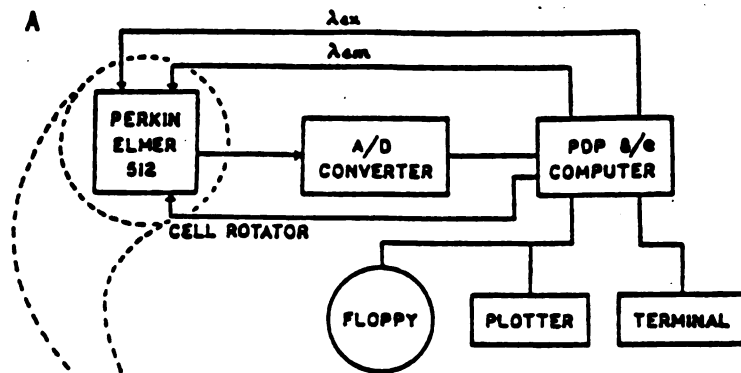 A
λex
λem
PERKIN
ELMER
512
A/D
CONVERTER
PDP 8/e
COMPUTER
CELL ROTATOR
FLOPPY
PLOTTER
TERMINAL